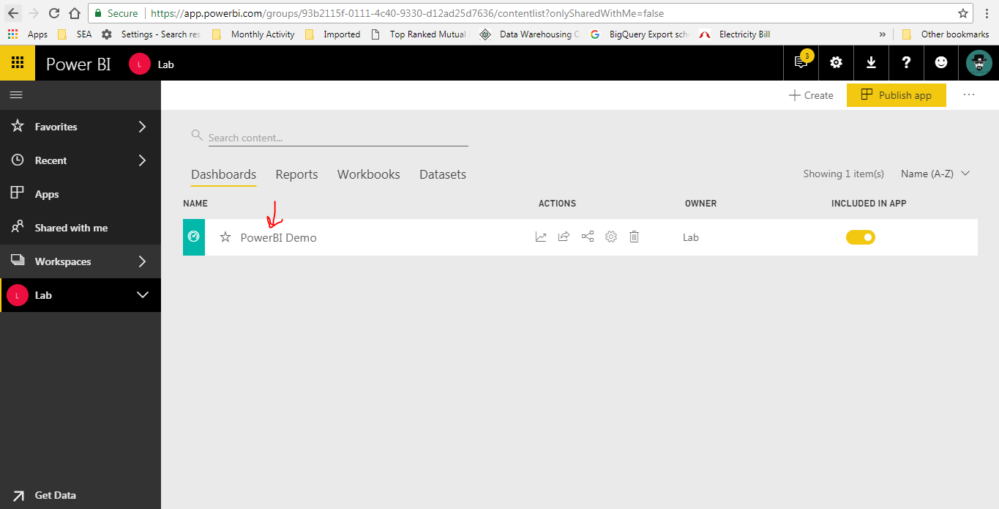 Secure https://app.powerbi.com/groups/93b2115f-0111-4c40-9330-d12ad25d7636/contentlist?onlySharedWithMe=false
Apps SEA Settings - Search res Monthly Activity Imported Top Ranked Mutual Data Warehousing C BigQuery Export sche Electricity Bill » Other bookmarks
Power BI L Lab 3 ?
Create Publish app ...
Favorites
Search content...
Recent
Dashboards Reports Workbooks Datasets Showing 1 item(s) Name (A-Z)
Apps
NAME ACTIONS OWNER INCLUDED IN APP
Shared with me
PowerBI Demo Lab
Workspaces
L Lab
Get Data